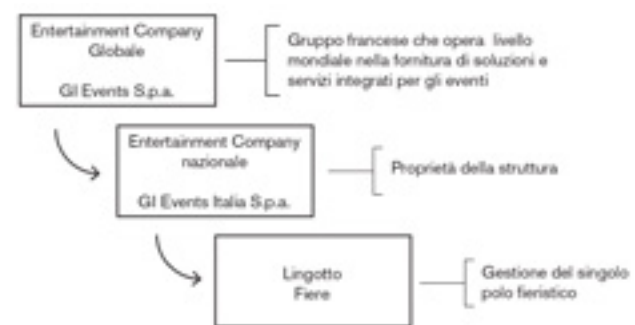 Entertainment Company
Globale
GI Events S.p.a.
Gruppo francese che opera livello
mondiale nella fornitura di soluzioni e
servizi integrati per gli eventi
Entertainment Company
nazionale
GI Events Italia S.p.a.
Proprietà della struttura
Lingotto
Fiere
Gestione del singolo
polo fieristico